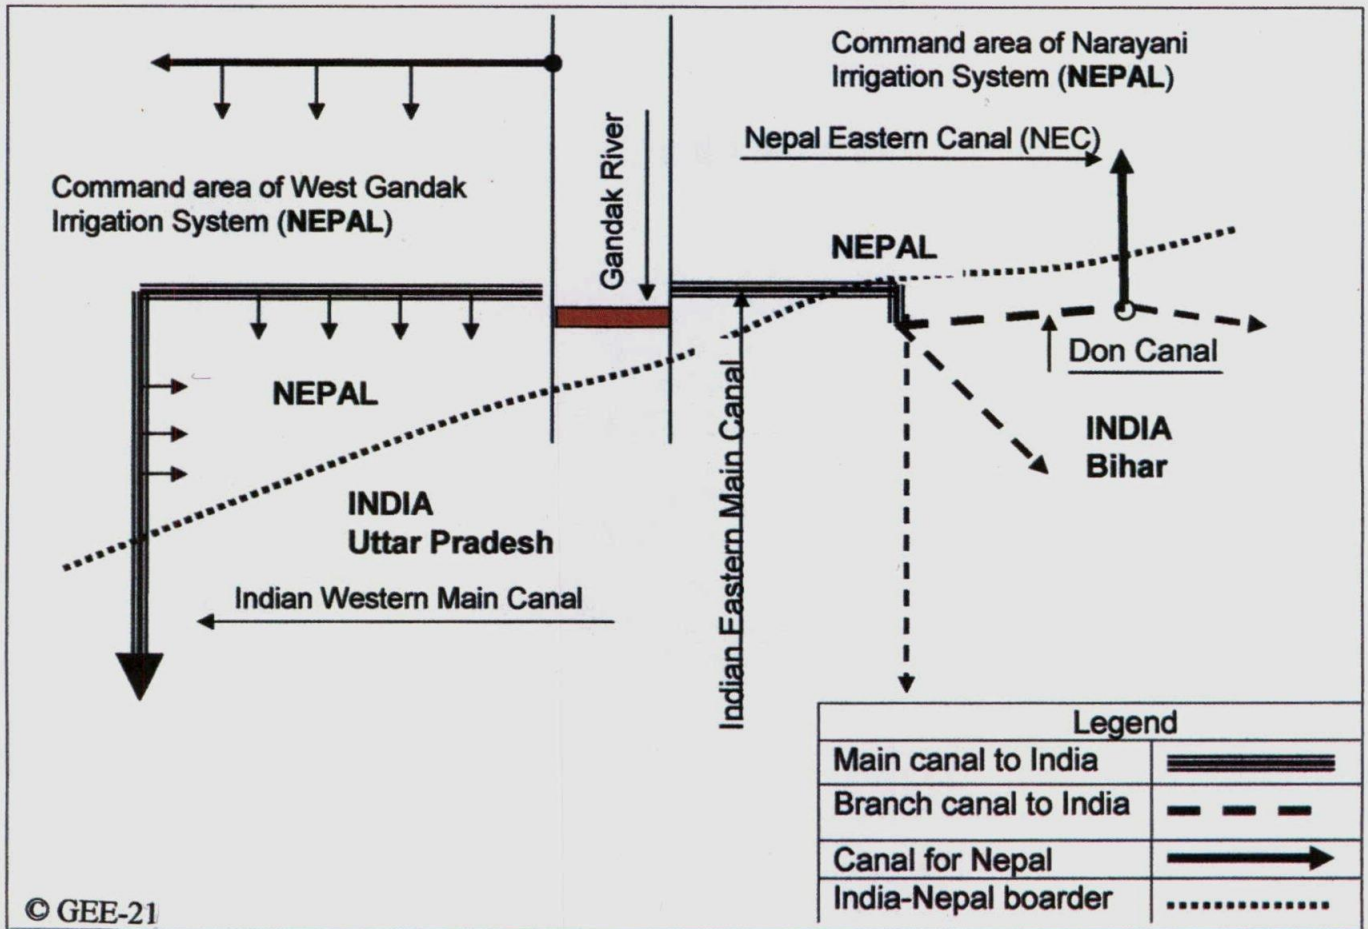 Command area of Narayani
Irrigation System (NEPAL)
Nepal Eastern Canal (NEC)
Command area of West Gandak
Irrigation System (NEPAL)
Gandak River
NEPAL
Don Canal
NEPAL
INDIA
Bihar
INDIA
Uttar Pradesh
Indian Western Main Canal
Indian Eastern Main Canal
Legend
Main canal to India
Branch canal to India
Canal for Nepal
India-Nepal boarder
© GEE-21